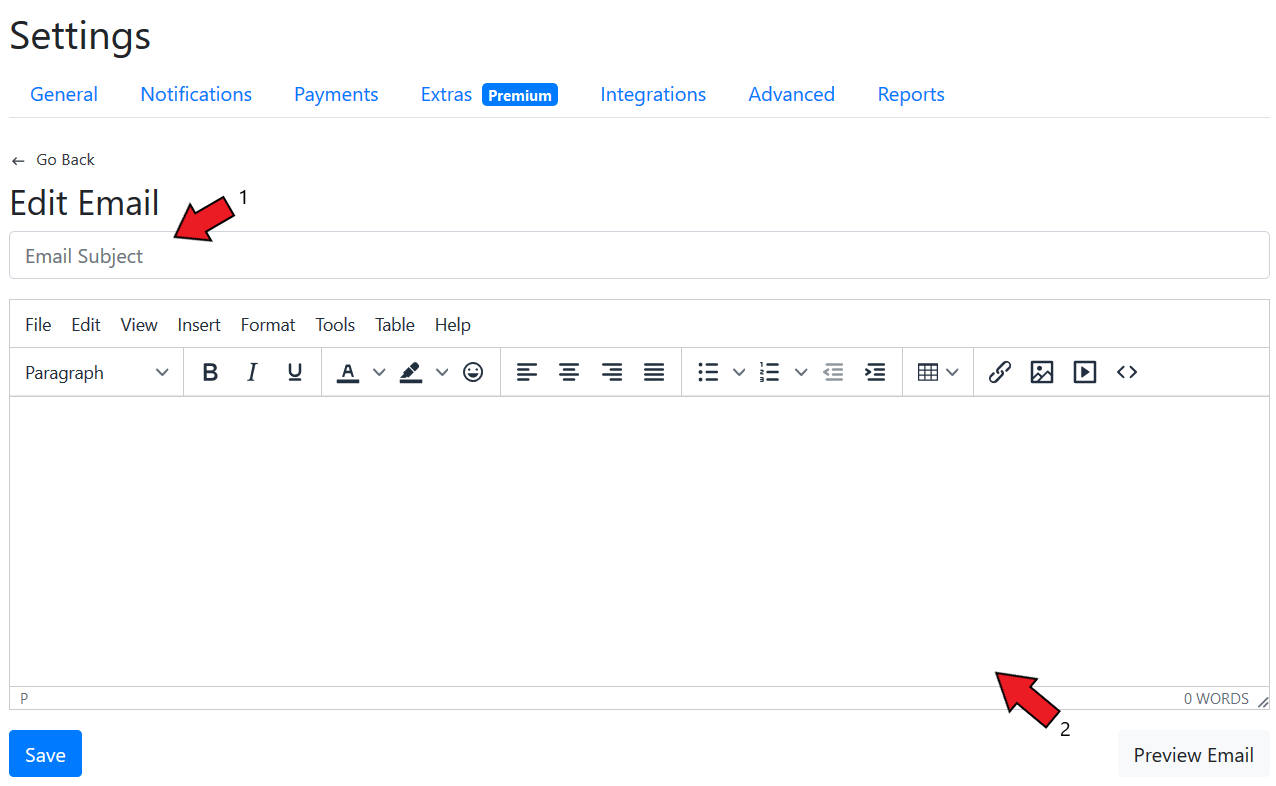 Settings
General Notifications Payments Extras Premium Integrations Advanced Reports
← Go Back
Edit Email
1
Email Subject
File Edit View Insert Format Tools Table Help
Paragraph B I U A
P 0 WORDS
2
Save Preview Email